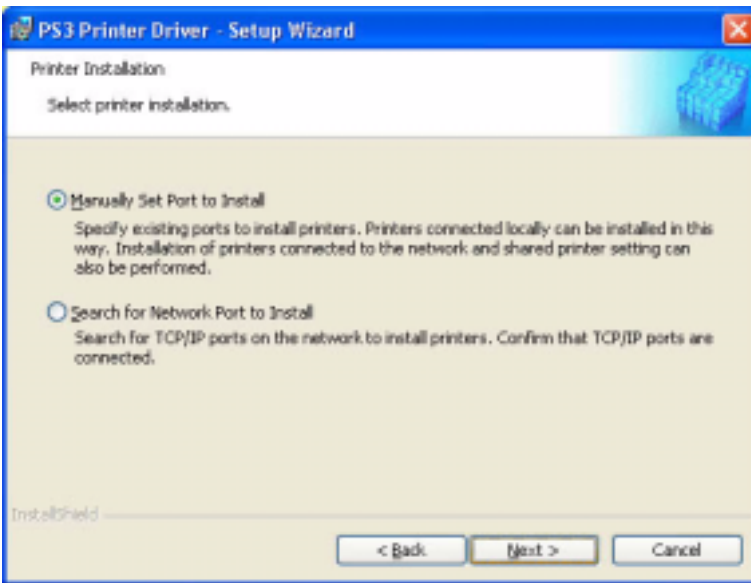 PS3 Printer Driver - Setup Wizard
Printer Installation
Select printer installation.
Manually Set Port to Install
Specify existing ports to install printers. Printers connected locally can be installed in this
way. Installation of printers connected to the network and shared printer setting can
also be performed.
Search for Network Port to Install
Search for TCP/IP ports on the network to install printers. Confirm that TCP/IP ports are
connected.
InstallShield
< Back
Next >
Cancel